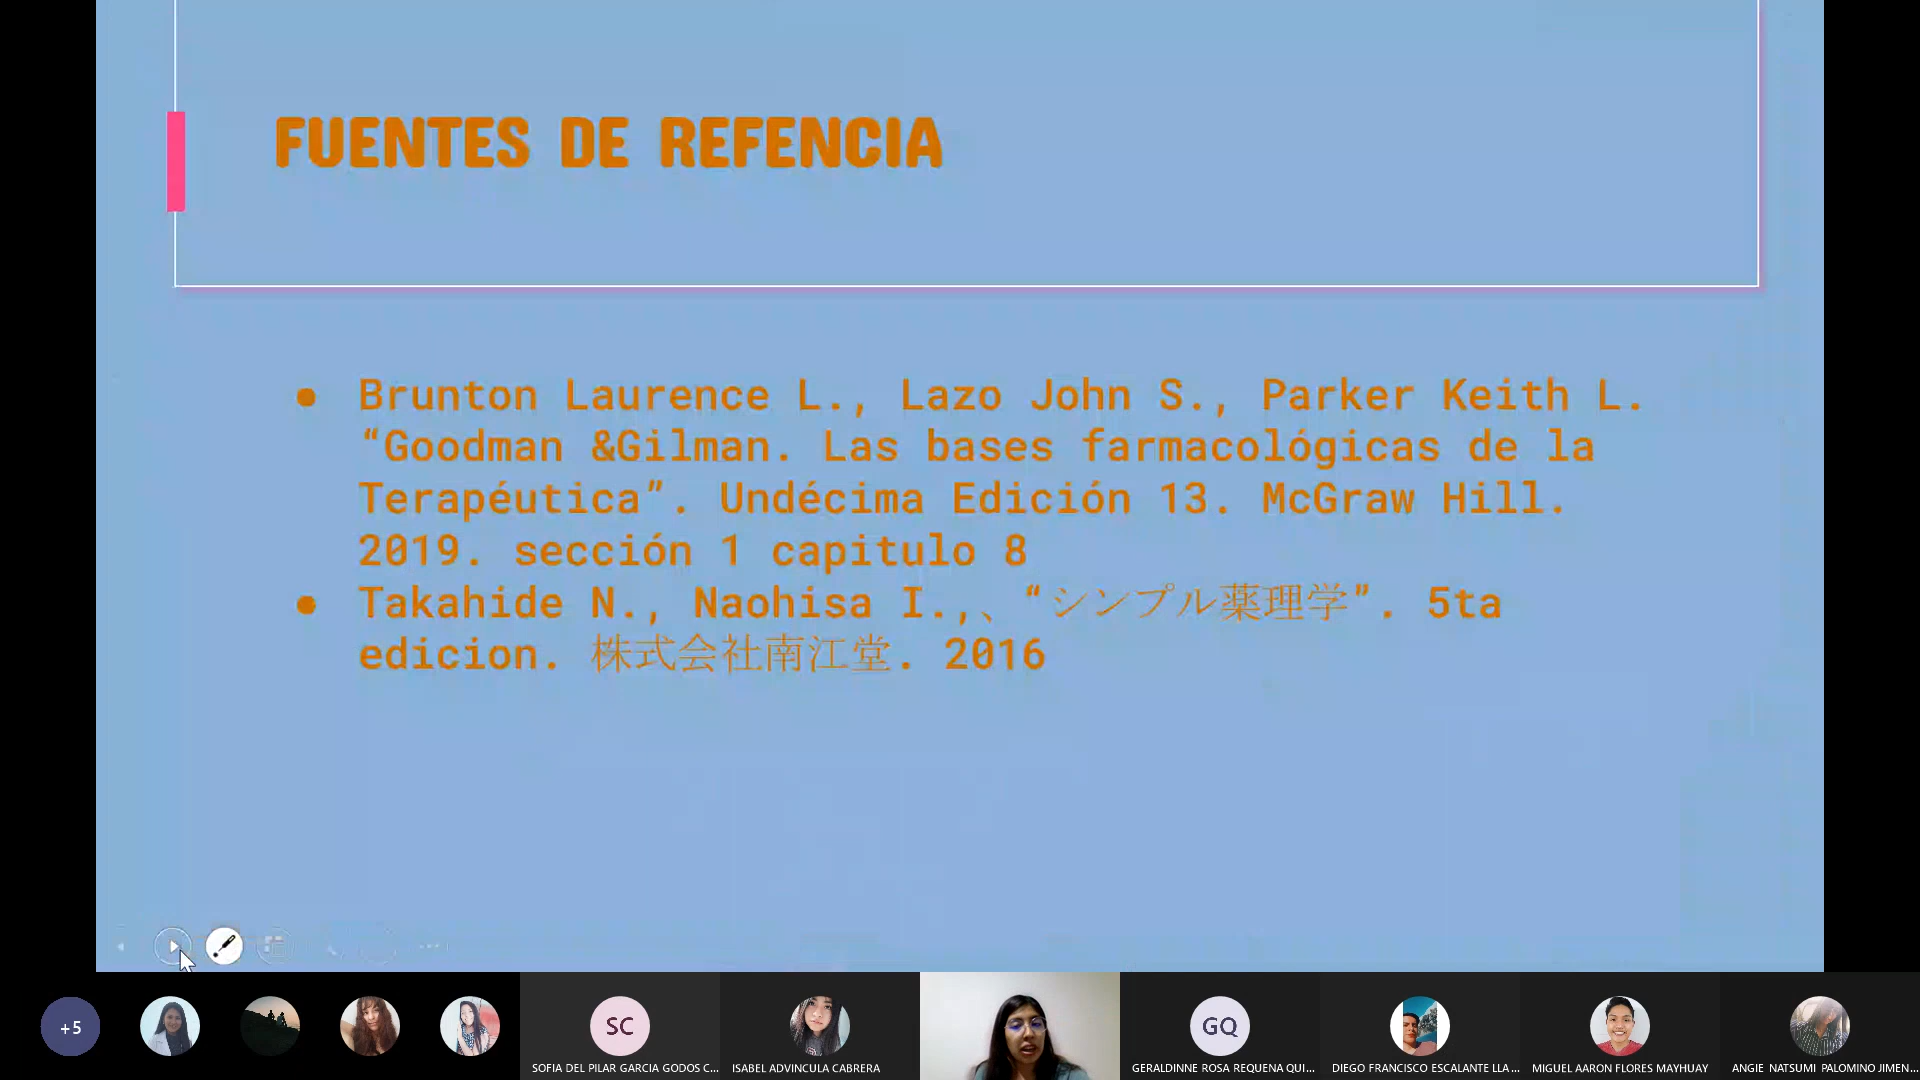 FUENTES DE REFENCIA
● Brunton Laurence L., Lazo John S., Parker Keith L.
“Goodman &Gilman. Las bases farmacológicas de la
Terapéutica”. Undécima Edición 13. McGraw Hill.
2019. sección 1 capitulo 8
● Takahide N., Naohisa I.,、“シンプル薬理学”. 5ta
edicion. 株式会社南江堂. 2016
+5
SC
GQ
SOFIA DEL PILAR GARCIA GODOS C...
ISABEL ADVINCULA CABRERA
GERALDINNE ROSA REQUENA QUI...
DIEGO FRANCISCO ESCALANTE LLA...
MIGUEL AARON FLORES MAYHUAY
ANGIE NATSUMI PALOMINO JIMEN...